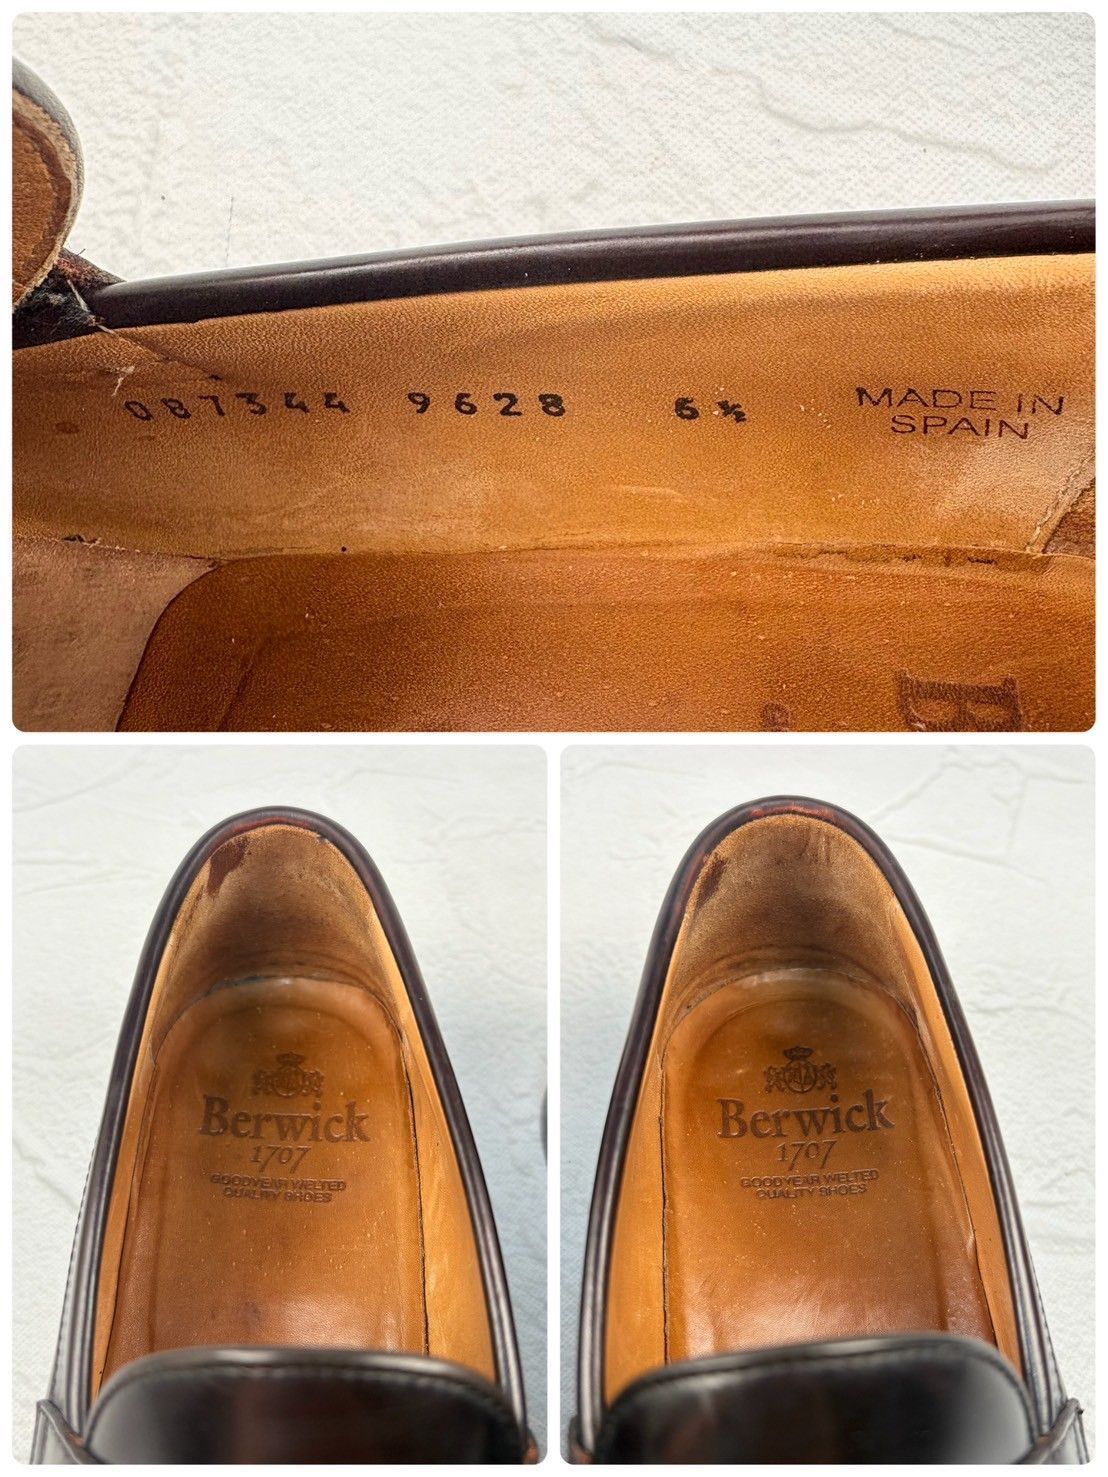 087344 9628 6½ MADE IN
SPAIN
B
Berwick
1707
GOODYEAR WELTED
QUALITY SHOES
Berwick
1707
GOODYEAR WELTED
QUALITY SHOES